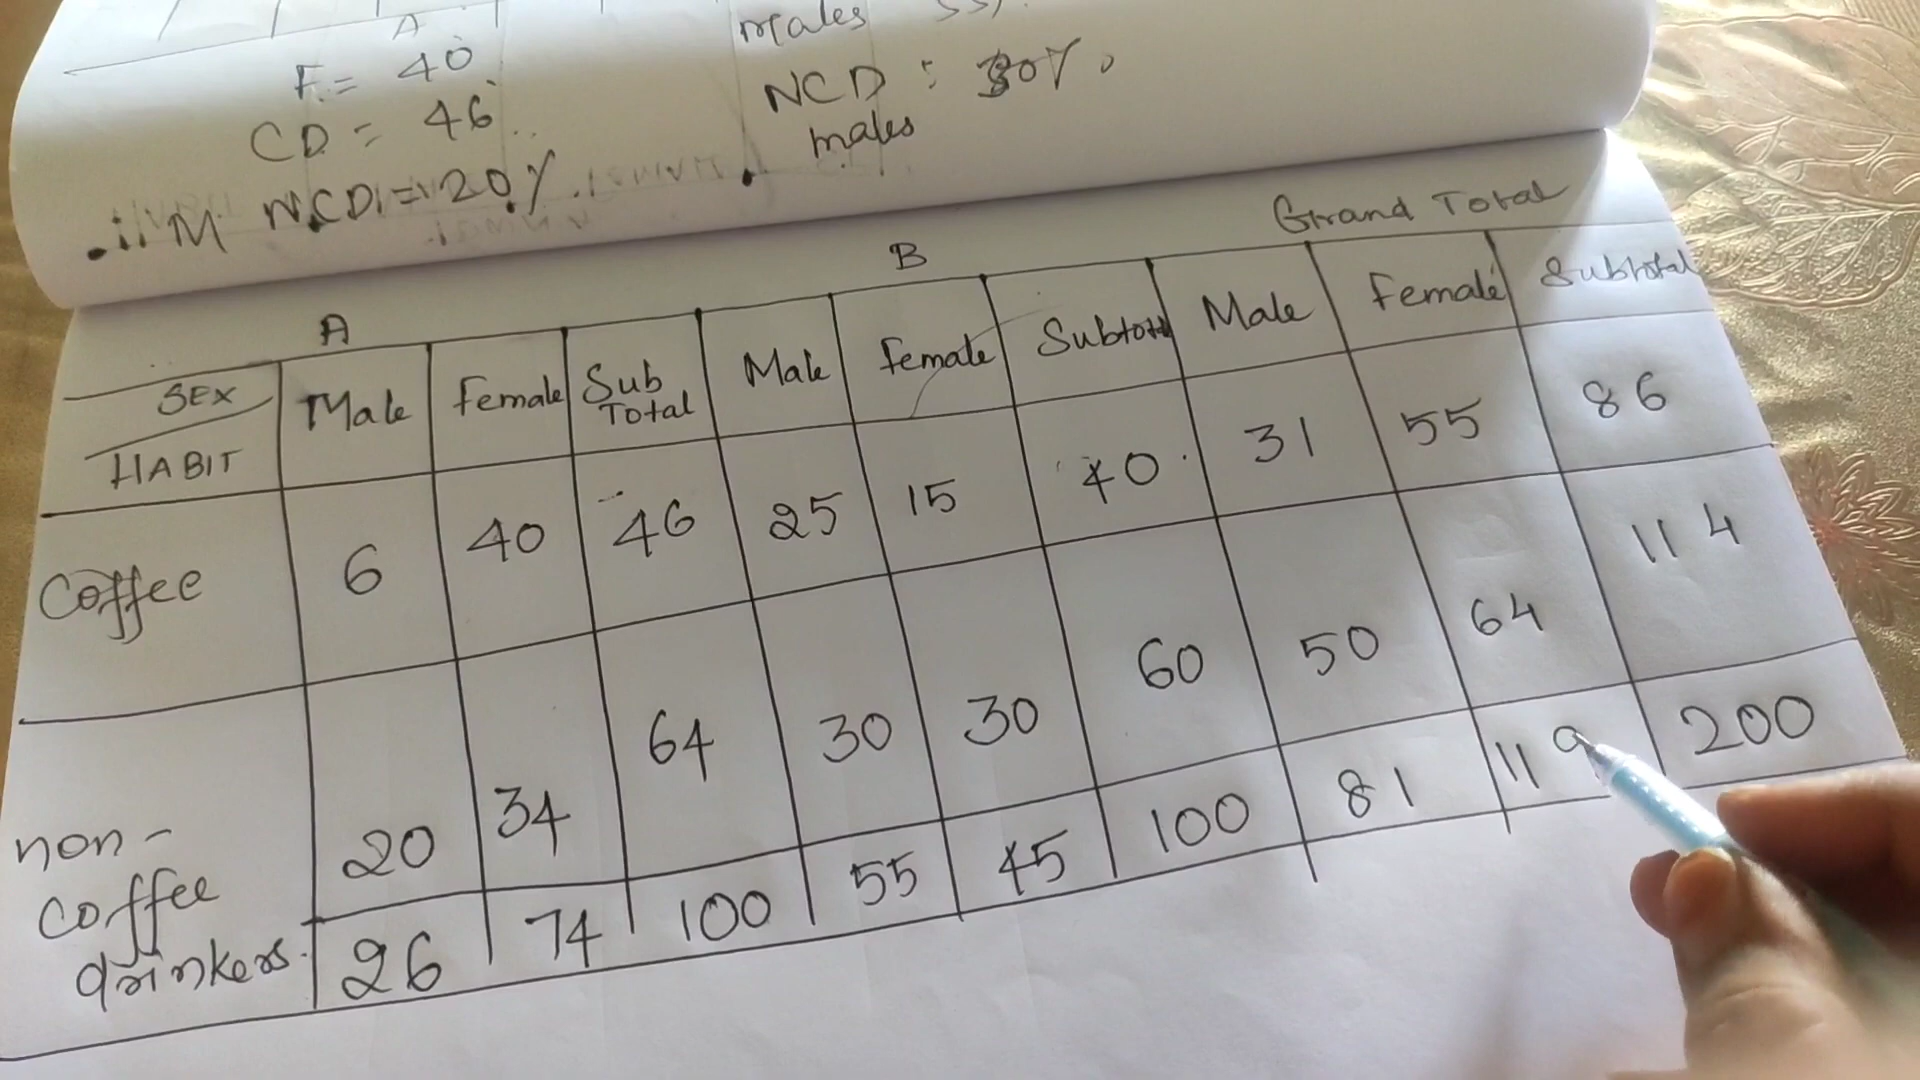 A
F = 40
CD = 46
M NCD = 20%
males
NCD : 30%
males
A B Grand Total
SEX Male Female Sub Total Male Female Subtotal Male Female Subtotal
HABIT
Coffee 6 40 46 25 15 40 31 55 86
non-coffee drinkers 20 34 64 30 30 60 50 64 114
26 74 100 55 45 100 81 119 200